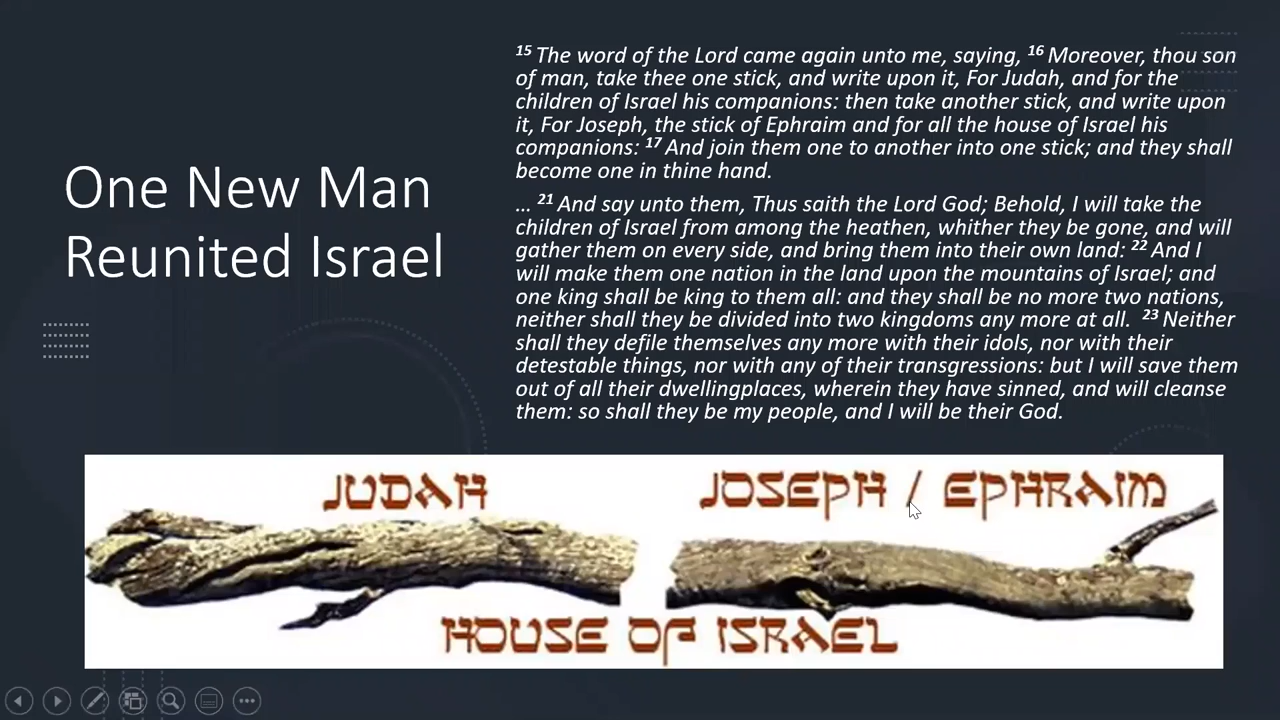 One New Man
Reunited Israel
15 The word of the Lord came again unto me, saying, 16 Moreover, thou son
of man, take thee one stick, and write upon it, For Judah, and for the
children of Israel his companions: then take another stick, and write upon
it, For Joseph, the stick of Ephraim and for all the house of Israel his
companions: 17 And join them one to another into one stick; and they shall
become one in thine hand.
... 21 And say unto them, Thus saith the Lord God; Behold, I will take the
children of Israel from among the heathen, whither they be gone, and will
gather them on every side, and bring them into their own land: 22 And I
will make them one nation in the land upon the mountains of Israel; and
one king shall be king to them all: and they shall be no more two nations,
neither shall they be divided into two kingdoms any more at all. 23 Neither
shall they defile themselves any more with their idols, nor with their
detestable things, nor with any of their transgressions: but I will save them
out of all their dwellingplaces, wherein they have sinned, and will cleanse
them: so shall they be my people, and I will be their God.
JUDAH
JOSEPH / EPHRAIM
HOUSE OF ISRAEL